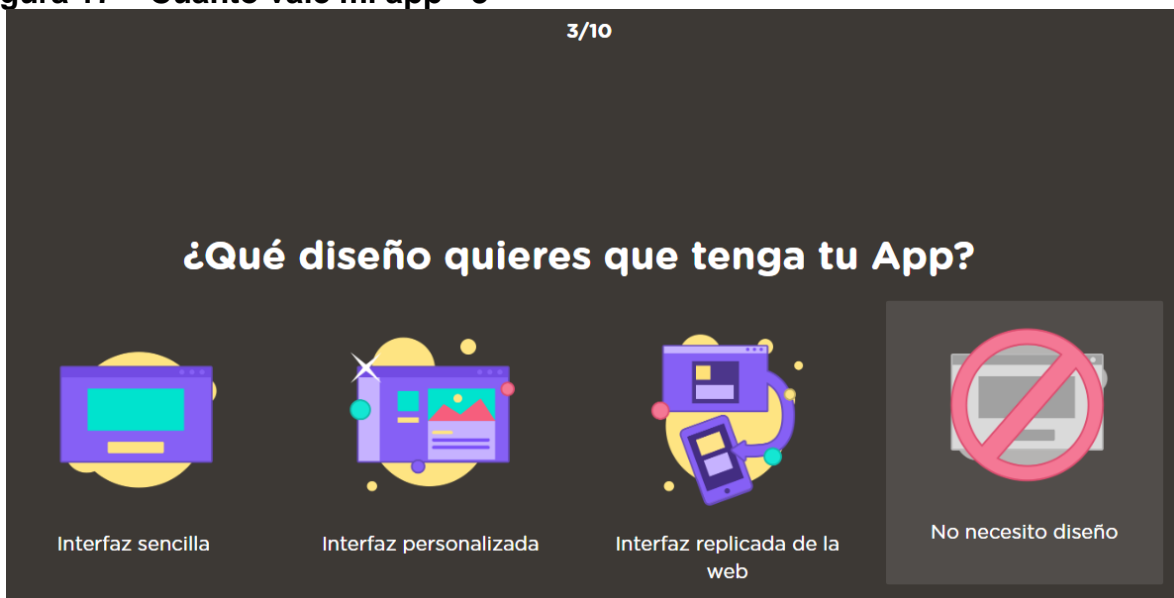 3/10
¿Qué diseño quieres que tenga tu App?
Interfaz sencilla
Interfaz personalizada
Interfaz replicada de la
web
No necesito diseño